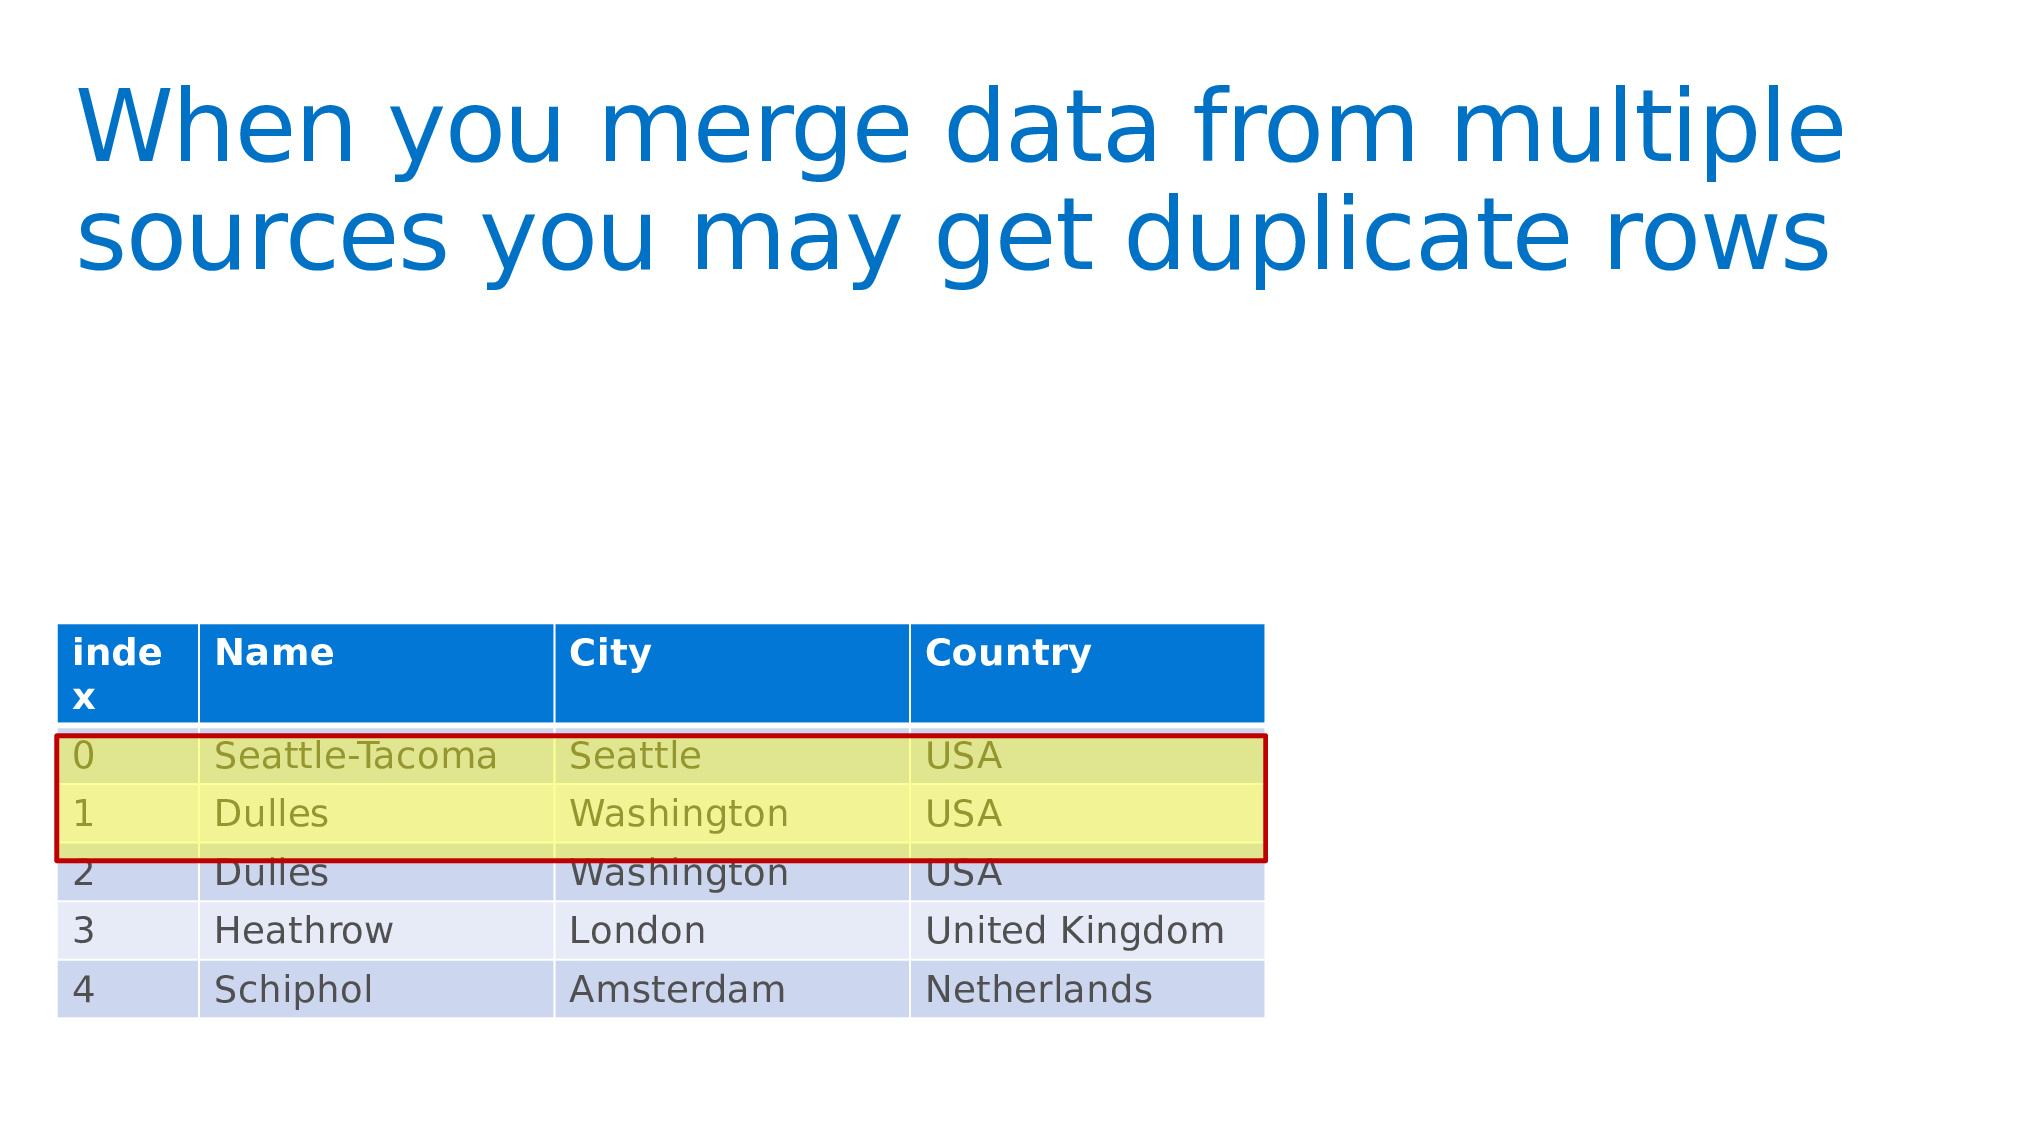 When you merge data from multiple
sources you may get duplicate rows
inde
x Name City Country
0 Seattle-Tacoma Seattle USA
1 Dulles Washington USA
2 Dulles Washington USA
3 Heathrow London United Kingdom
4 Schiphol Amsterdam Netherlands